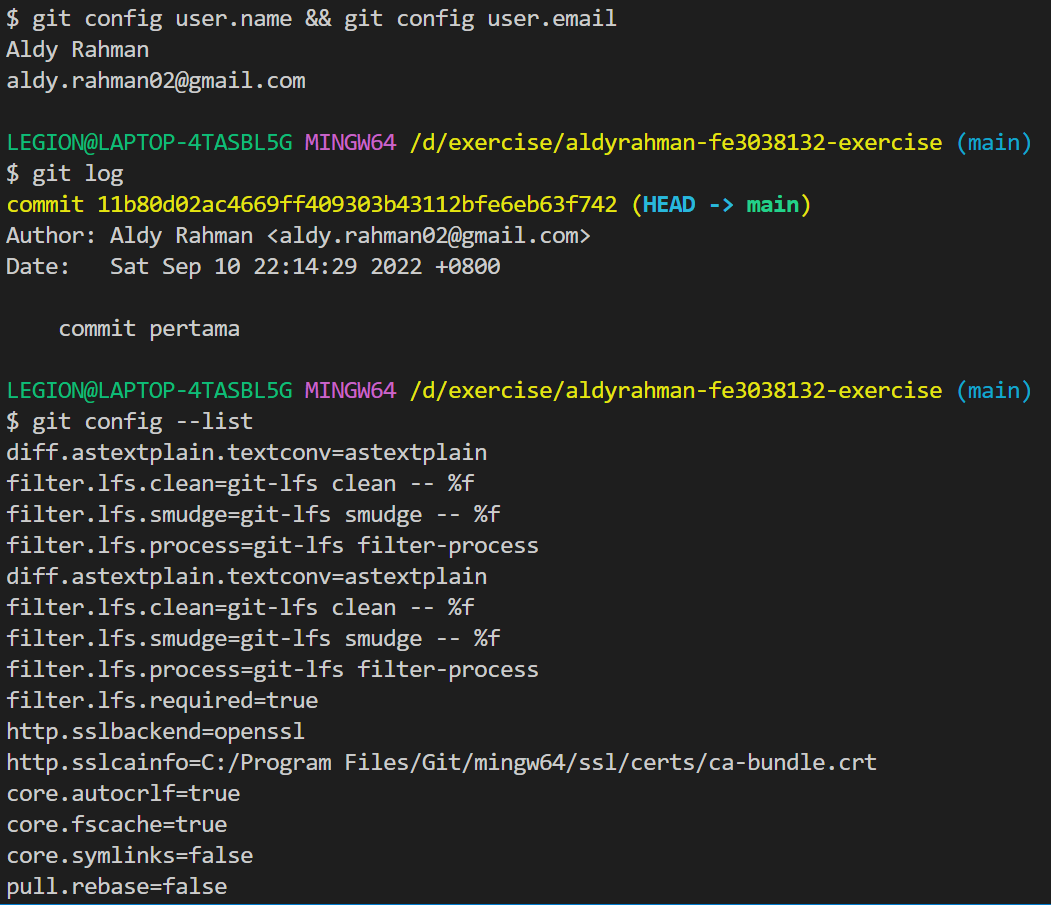 $ git config user.name && git config user.email
Aldy Rahman
aldy.rahman02@gmail.com
LEGION@LAPTOP-4TASBL5G MINGW64 /d/exercise/aldyrahman-fe3038132-exercise (main)
$ git log
commit 11b80d02ac4669ff409303b43112bfe6eb63f742 (HEAD -> main)
Author: Aldy Rahman <aldy.rahman02@gmail.com>
Date:   Sat Sep 10 22:14:29 2022 +0800
    commit pertama
LEGION@LAPTOP-4TASBL5G MINGW64 /d/exercise/aldyrahman-fe3038132-exercise (main)
$ git config --list
diff.astextplain.textconv=astextplain
filter.lfs.clean=git-lfs clean -- %f
filter.lfs.smudge=git-lfs smudge -- %f
filter.lfs.process=git-lfs filter-process
diff.astextplain.textconv=astextplain
filter.lfs.clean=git-lfs clean -- %f
filter.lfs.smudge=git-lfs smudge -- %f
filter.lfs.process=git-lfs filter-process
filter.lfs.required=true
http.sslbackend=openssl
http.sslcainfo=C:/Program Files/Git/mingw64/ssl/certs/ca-bundle.crt
core.autocrlf=true
core.fscache=true
core.symlinks=false
pull.rebase=false